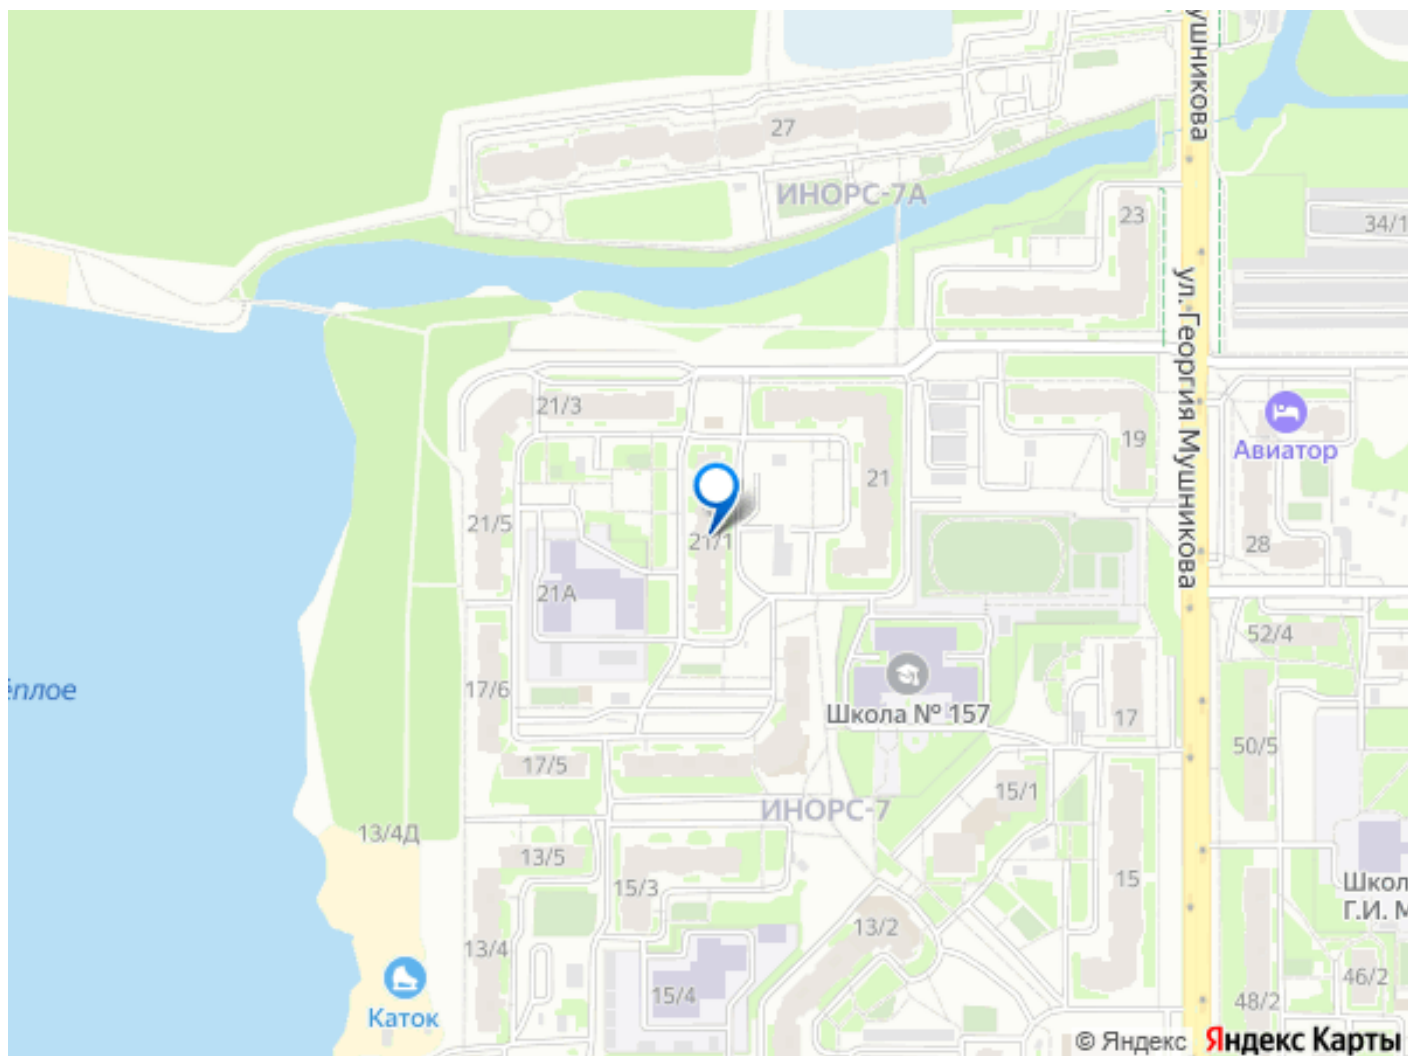 ушникова
27
ИНОРС-7А
23
34/1
ул. Георгия Мушникова
21/3
19
Авиатор
21
21/5
21/1
28
21А
52/4
17/6
Школа № 157
17
ёплое
50/5
17/5
15/1
ИНОРС-7
13/4Д
13/5
15/3
15
Школ
Г.И. М
13/2
13/4
46/2
15/4
48/2
Каток
© Яндекс Яндекс Карты